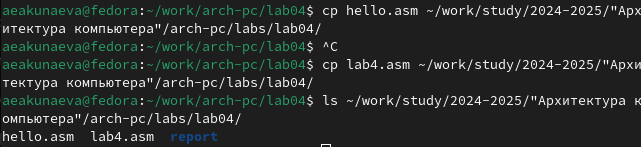 aeakunaeva@fedora:~/work/arch-pc/lab04$ cp hello.asm ~/work/study/2024-2025/"Арх
итектура компьютера"/arch-pc/labs/lab04/
aeakunaeva@fedora:~/work/arch-pc/lab04$ ^C
aeakunaeva@fedora:~/work/arch-pc/lab04$ cp lab4.asm ~/work/study/2024-2025/"Архи
тектура компьютера"/arch-pc/labs/lab04/
aeakunaeva@fedora:~/work/arch-pc/lab04$ ls ~/work/study/2024-2025/"Архитектура к
омпьютера"/arch-pc/labs/lab04/
hello.asm  lab4.asm  report